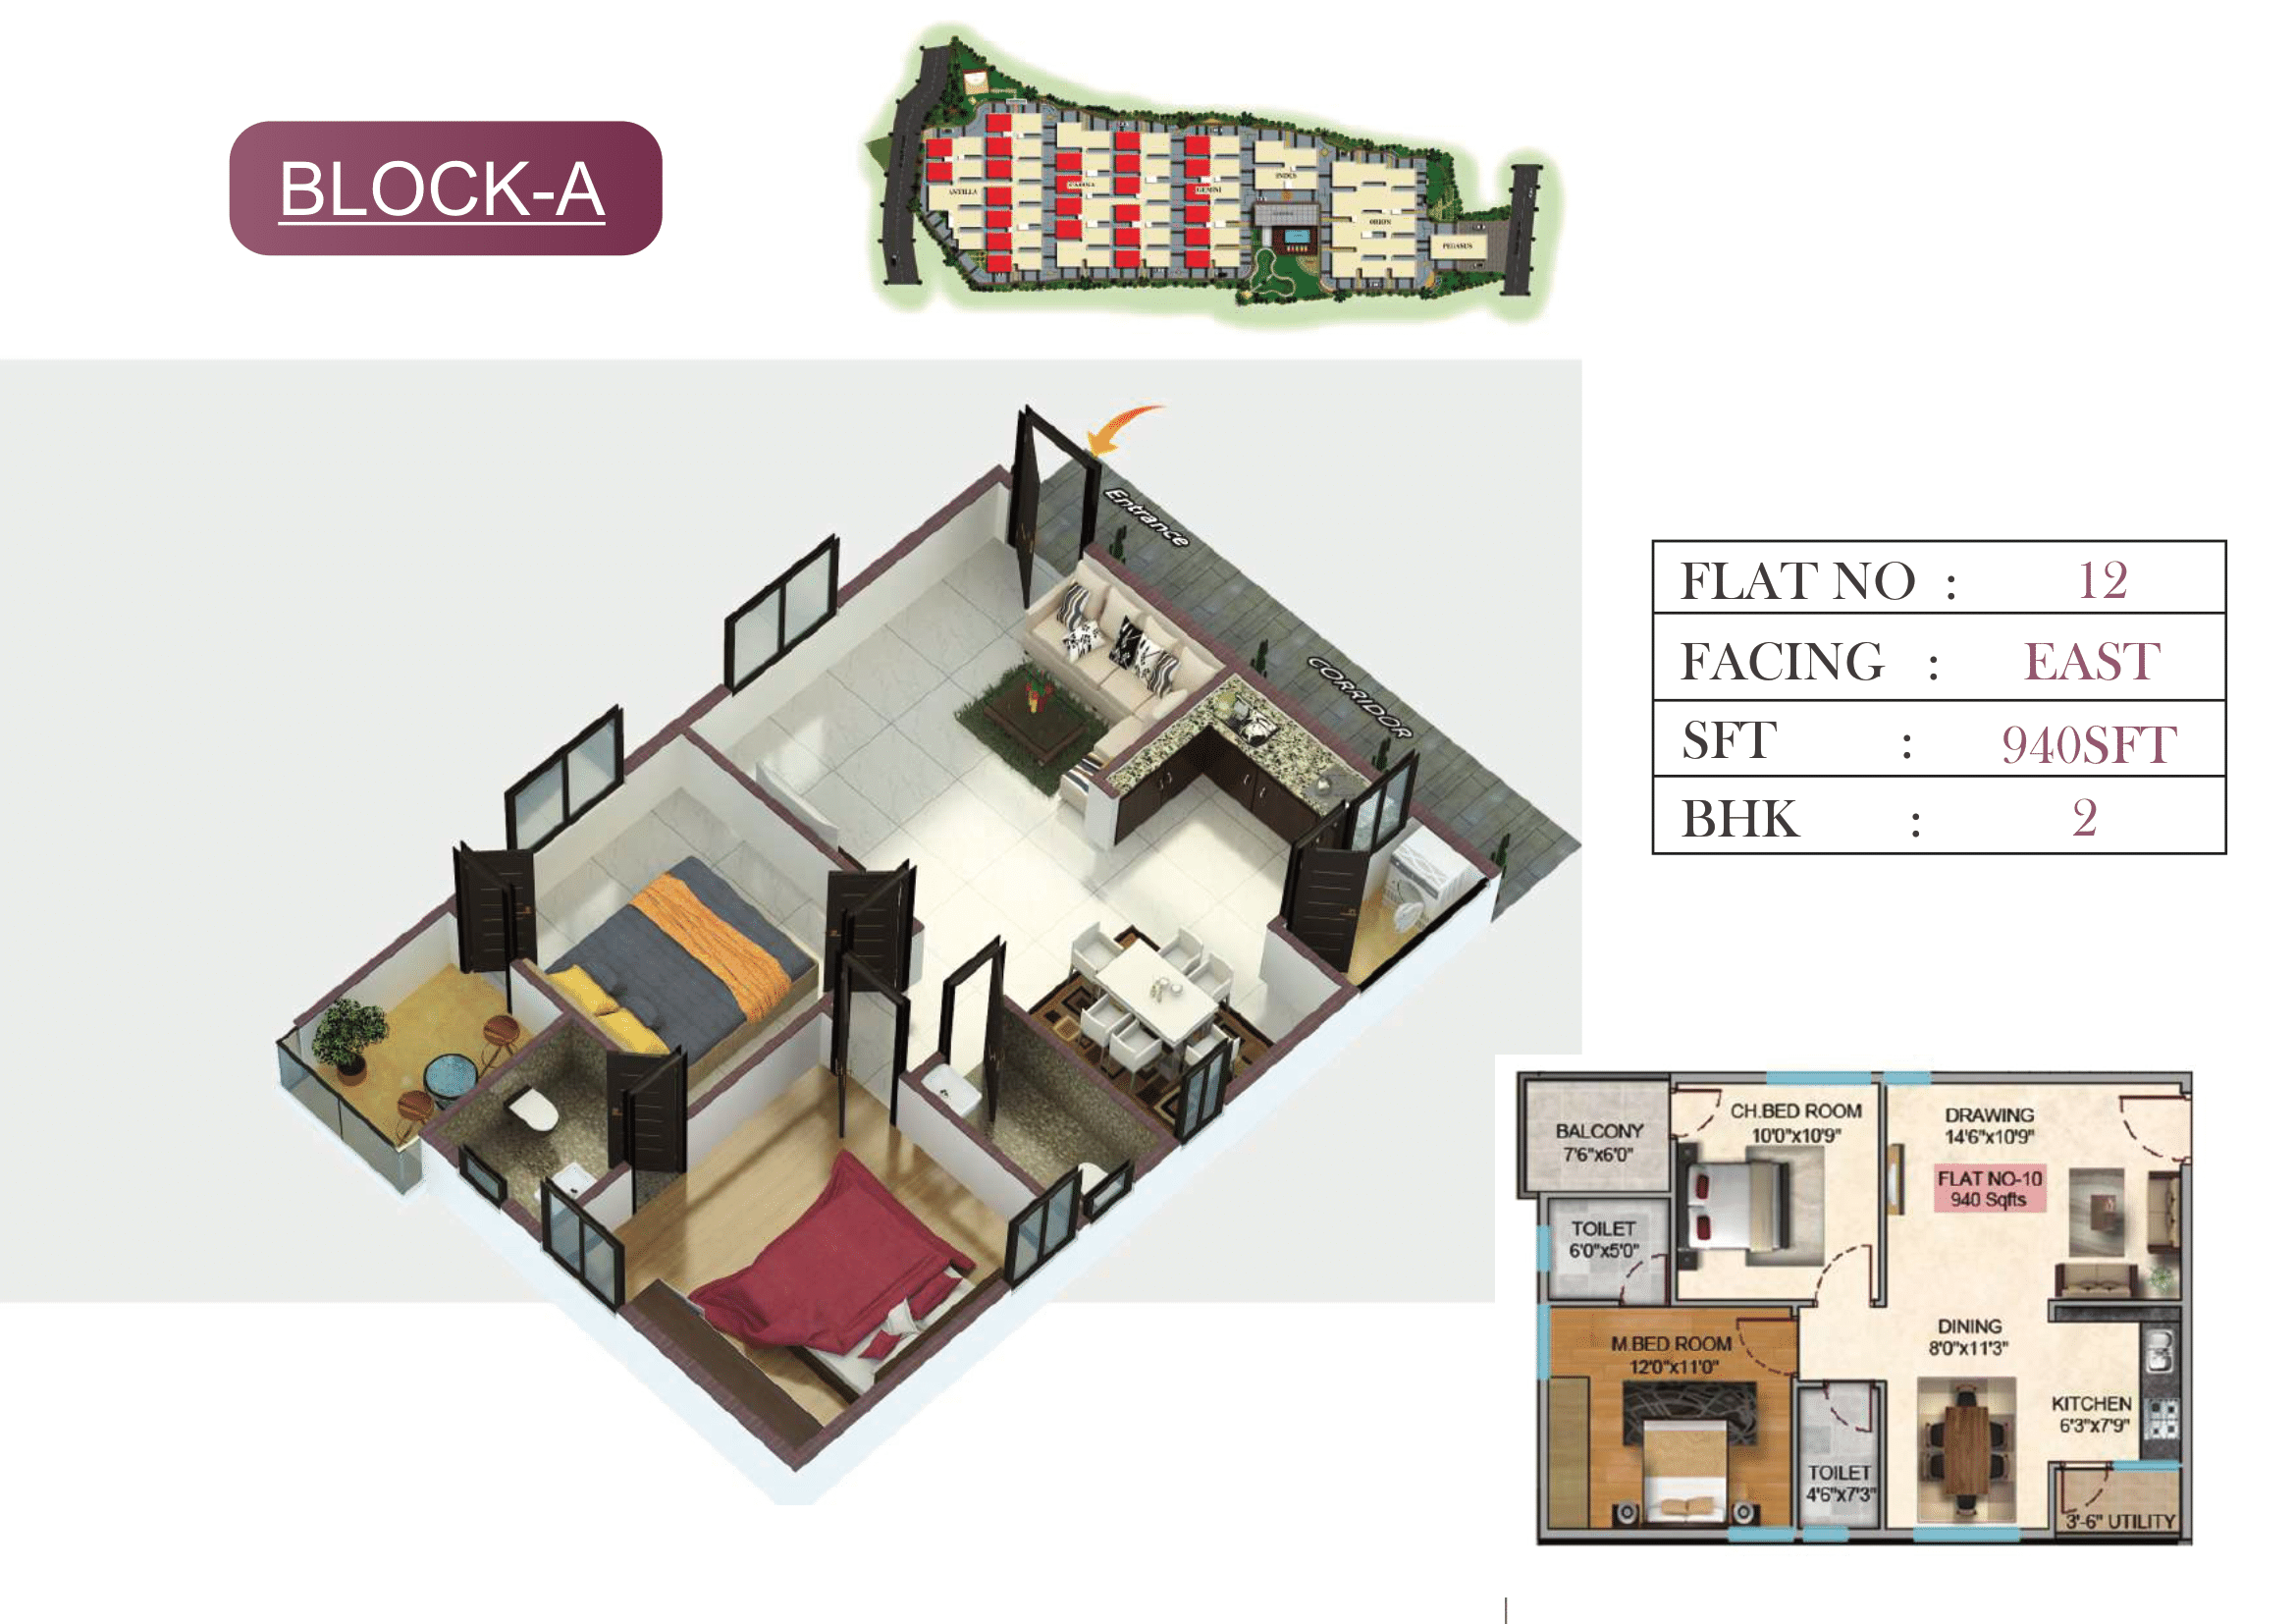 BLOCK-A
ANTILLA
GEMINI
INDUS
ORION
PEGASUS
Entrance
CORRIDOR
FLAT NO : 12
FACING : EAST
SFT : 940SFT
BHK : 2
BALCONY
7'6"x6'0"
CH.BED ROOM
10'0"x10'9"
DRAWING
14'6"x10'9"
FLAT NO-10
940 Sqfts
TOILET
6'0"x5'0"
M.BED ROOM
12'0"x11'0"
DINING
8'0"x11'3"
KITCHEN
6'3"x7'9"
TOILET
4'6"x7'3"
3'-6" UTILITY